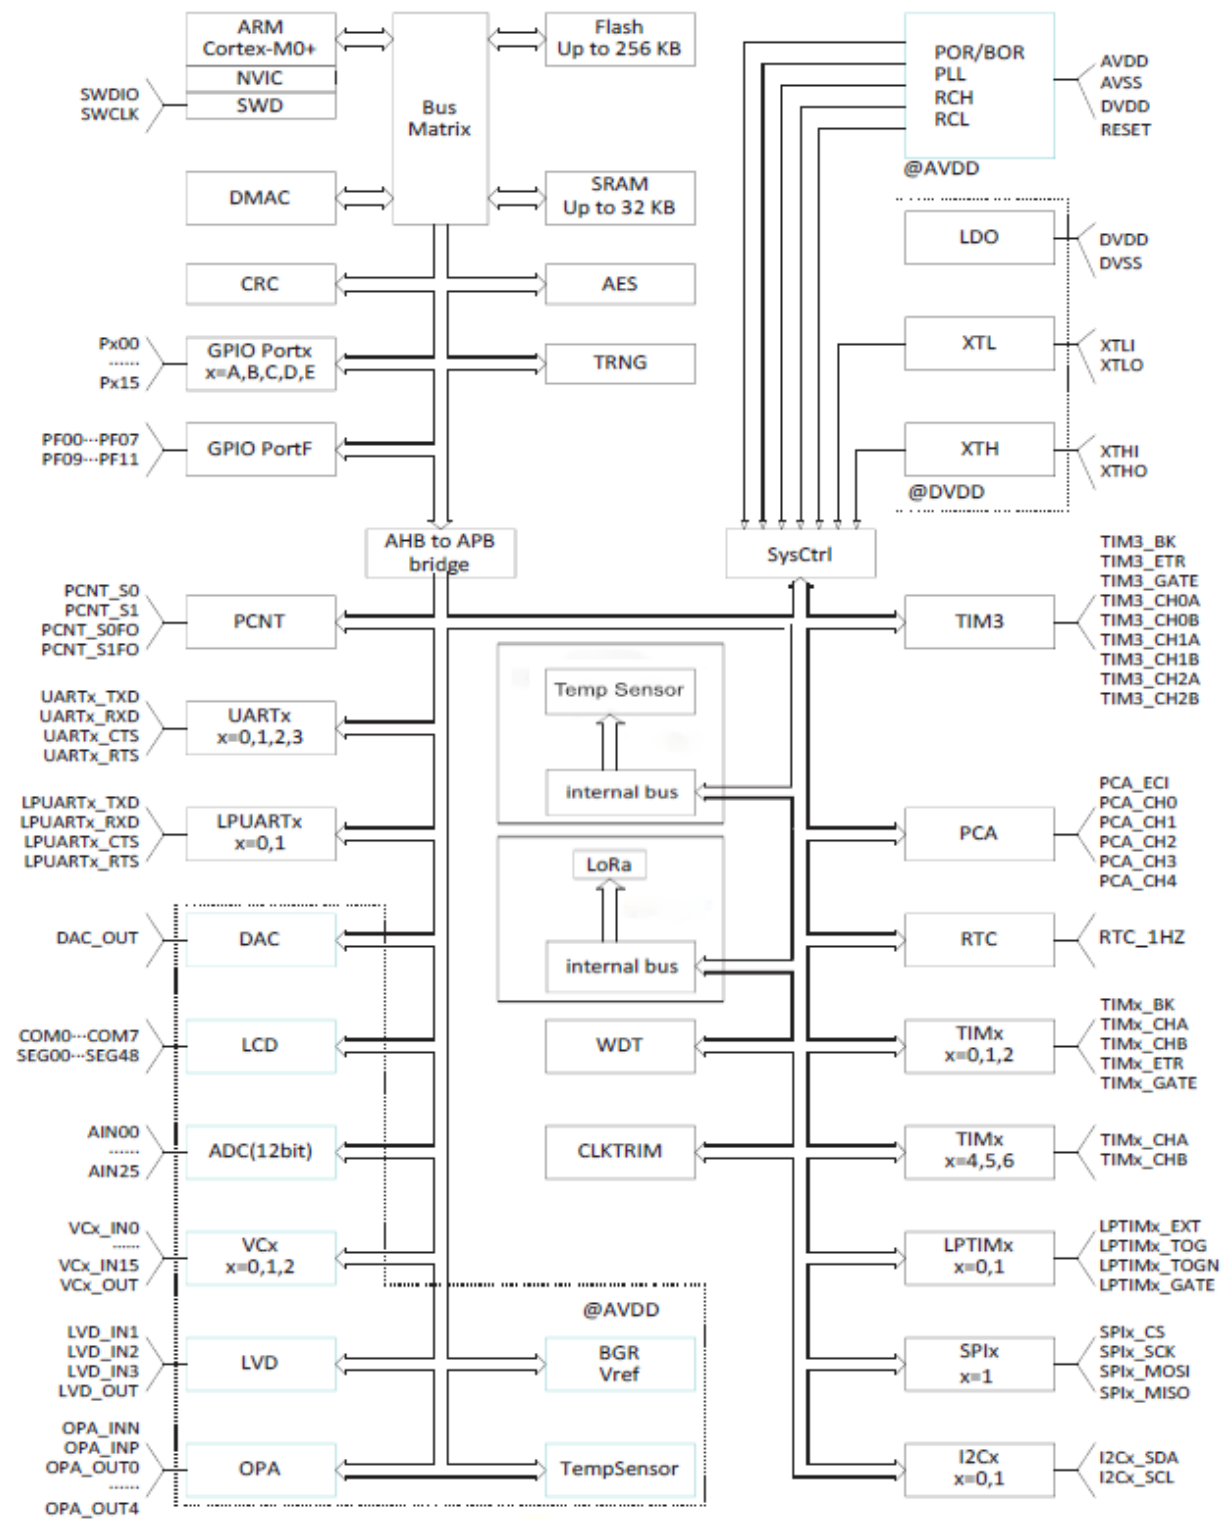 ARM
Cortex-M0+
NVIC
SWD
SWDIO
SWCLK
Bus
Matrix
Flash
Up to 256 KB
POR/BOR
PLL
RCH
RCL
@AVDD
AVDD
AVSS
DVDD
RESET
DMAC
SRAM
Up to 32 KB
LDO
DVDD
DVSS
CRC
AES
Px00
......
Px15
GPIO Portx
x=A,B,C,D,E
TRNG
XTL
XTLI
XTLO
PF00···PF07
PF09···PF11
GPIO PortF
XTH
@DVDD
XTHI
XTHO
AHB to APB
bridge
SysCtrl
PCNT_S0
PCNT_S1
PCNT_S0FO
PCNT_S1FO
PCNT
TIM3
TIM3_BK
TIM3_ETR
TIM3_GATE
TIM3_CH0A
TIM3_CH0B
TIM3_CH1A
TIM3_CH1B
TIM3_CH2A
TIM3_CH2B
Temp Sensor
internal bus
UARTx_TXD
UARTx_RXD
UARTx_CTS
UARTx_RTS
UARTx
x=0,1,2,3
LPUARTx_TXD
LPUARTx_RXD
LPUARTx_CTS
LPUARTx_RTS
LPUARTx
x=0,1
PCA
PCA_ECI
PCA_CH0
PCA_CH1
PCA_CH2
PCA_CH3
PCA_CH4
LoRa
internal bus
DAC_OUT
DAC
RTC
RTC_1HZ
COM0···COM7
SEG00···SEG48
LCD
WDT
TIMx
x=0,1,2
TIMx_BK
TIMx_CHA
TIMx_CHB
TIMx_ETR
TIMx_GATE
AIN00
......
AIN25
ADC(12bit)
CLKTRIM
TIMx
x=4,5,6
TIMx_CHA
TIMx_CHB
VCx_IN0
......
VCx_IN15
VCx_OUT
VCx
x=0,1,2
LPTIMx
x=0,1
LPTIMx_EXT
LPTIMx_TOG
LPTIMx_TOGN
LPTIMx_GATE
@AVDD
LVD_IN1
LVD_IN2
LVD_IN3
LVD_OUT
LVD
BGR
Vref
SPIx
x=1
SPIx_CS
SPIx_SCK
SPIx_MOSI
SPIx_MISO
OPA_INN
OPA_INP
OPA_OUT0
......
OPA_OUT4
OPA
TempSensor
I2Cx
x=0,1
I2Cx_SDA
I2Cx_SCL